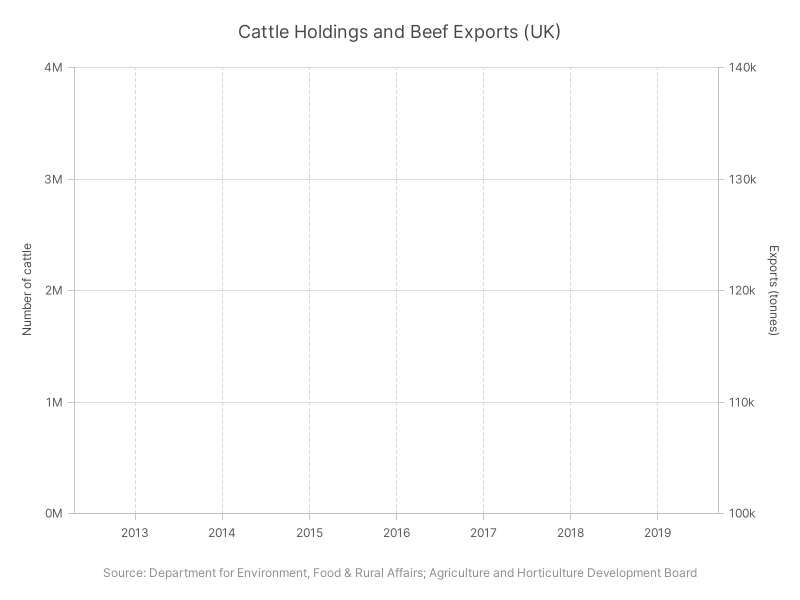 Cattle Holdings and Beef Exports (UK)
4M
3M
2M
1M
0M
Number of cattle
140k
130k
120k
110k
100k
Exports (tonnes)
2013
2014
2015
2016
2017
2018
2019
Source: Department for Environment, Food & Rural Affairs; Agriculture and Horticulture Development Board